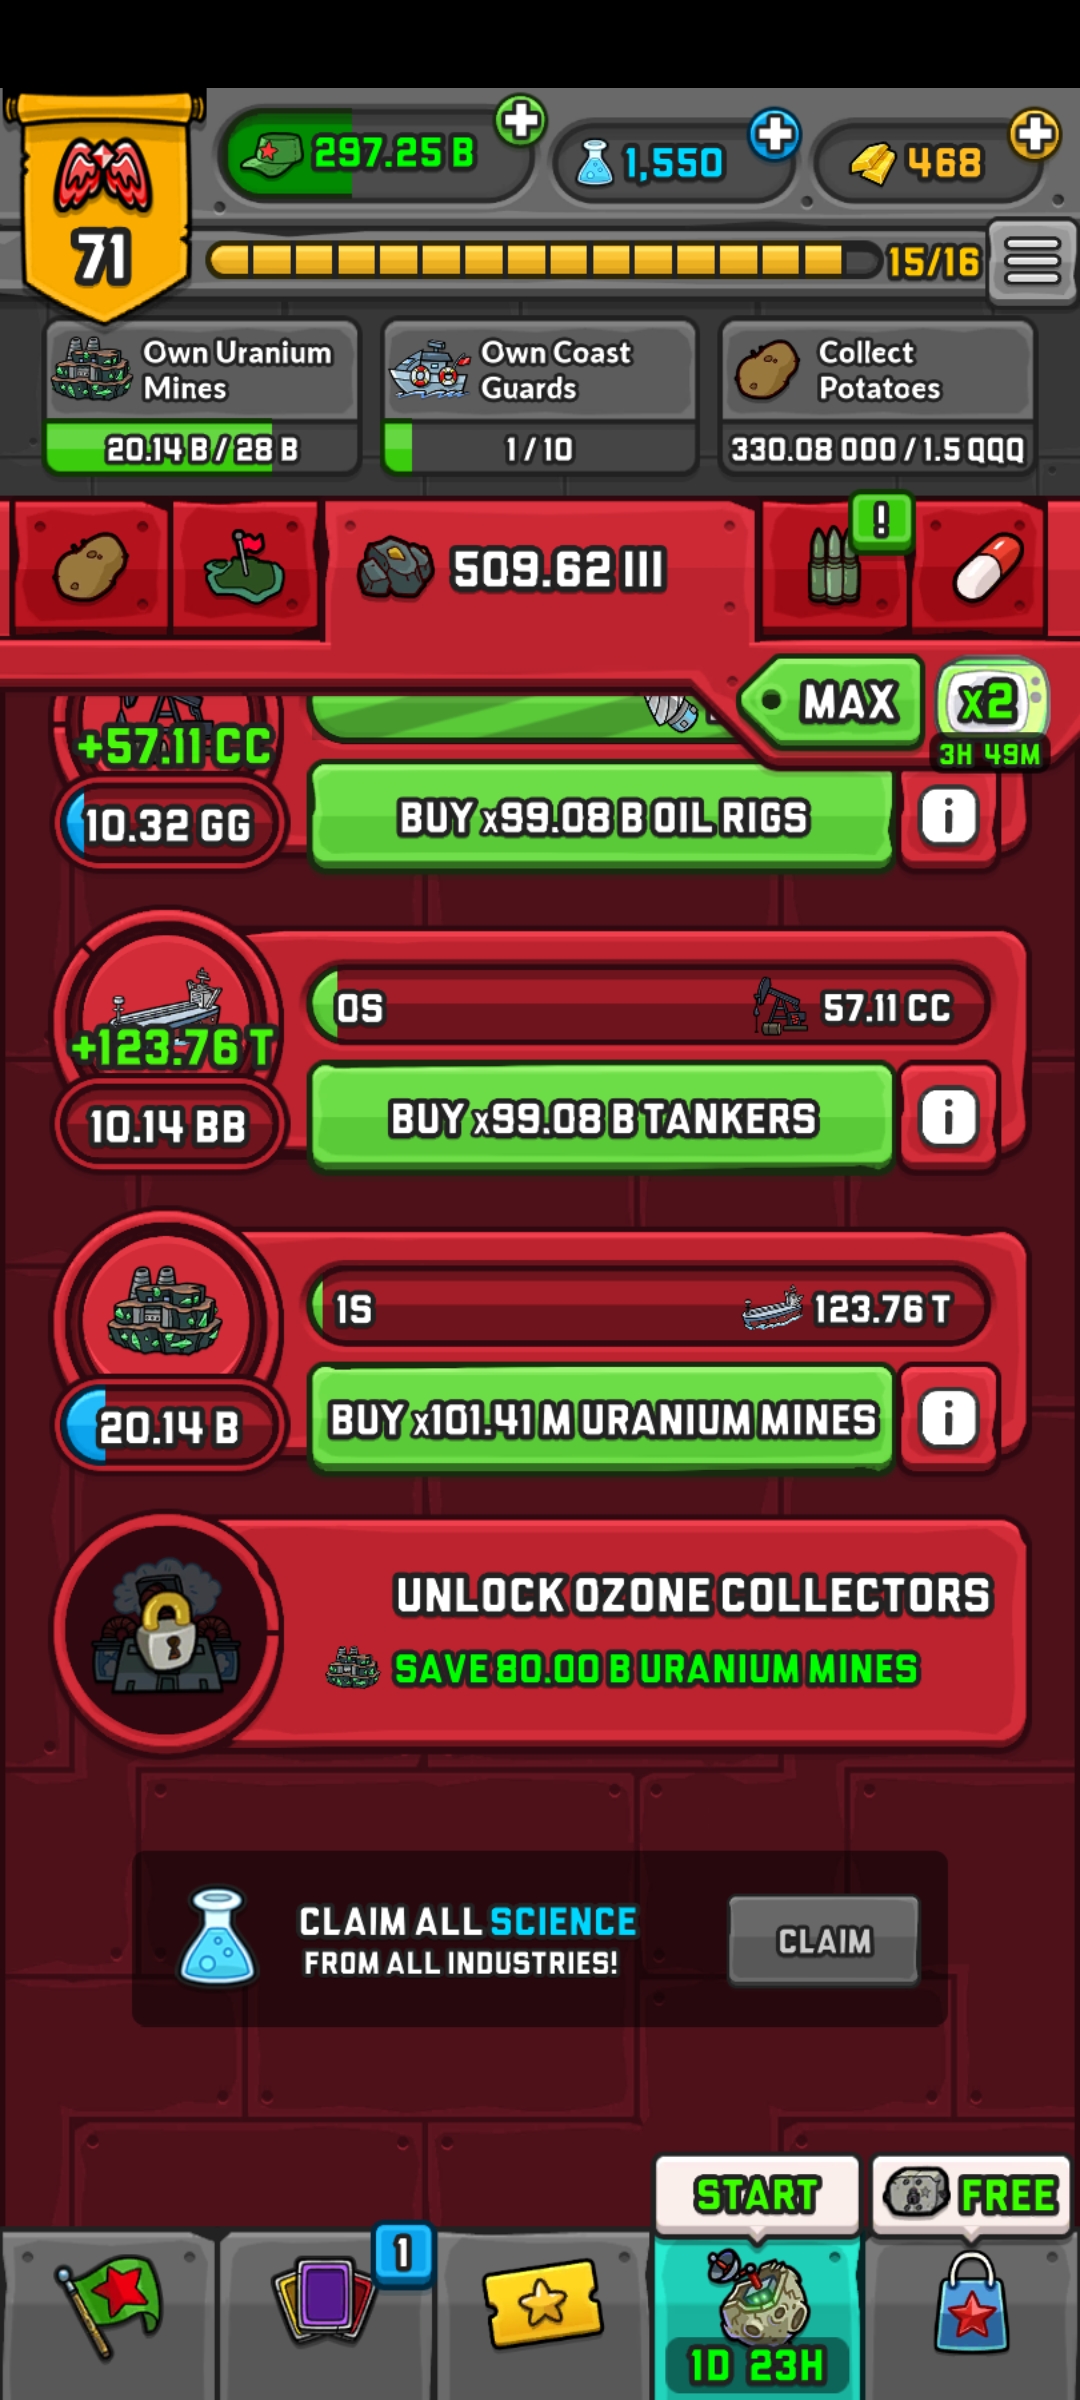 71
297.25 B
1,550
468
15/16
Own Uranium
Mines
20.14 B / 28 B
Own Coast
Guards
1 / 10
Collect
Potatoes
330.08 OOO / 1.5 QQQ
509.62 III
!
MAX
x2
3H 49M
+57.11 CC
10.32 GG
BUY x99.08 B OIL RIGS
i
+123.76 T
10.14 BB
0S
57.11 CC
BUY x99.08 B TANKERS
i
1S
123.76 T
20.14 B
BUY x101.41 M URANIUM MINES
i
UNLOCK OZONE COLLECTORS
SAVE 80.00 B URANIUM MINES
CLAIM ALL SCIENCE
FROM ALL INDUSTRIES!
CLAIM
START
FREE
1
1D 23H